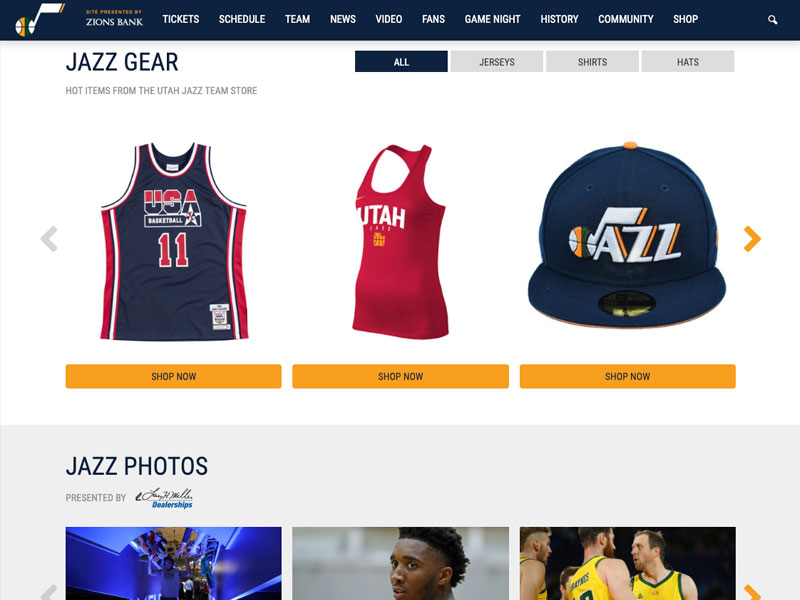 SITE PRESENTED BY
ZIONS BANK
TICKETS SCHEDULE TEAM NEWS VIDEO FANS GAME NIGHT HISTORY COMMUNITY SHOP
JAZZ GEAR
ALL JERSEYS SHIRTS HATS
HOT ITEMS FROM THE UTAH JAZZ TEAM STORE
USA
BASKETBALL
11
UTAH
JAZZ
JAZZ
SHOP NOW SHOP NOW SHOP NOW
JAZZ PHOTOS
PRESENTED BY Larry H. Miller
Dealerships
BAYNES